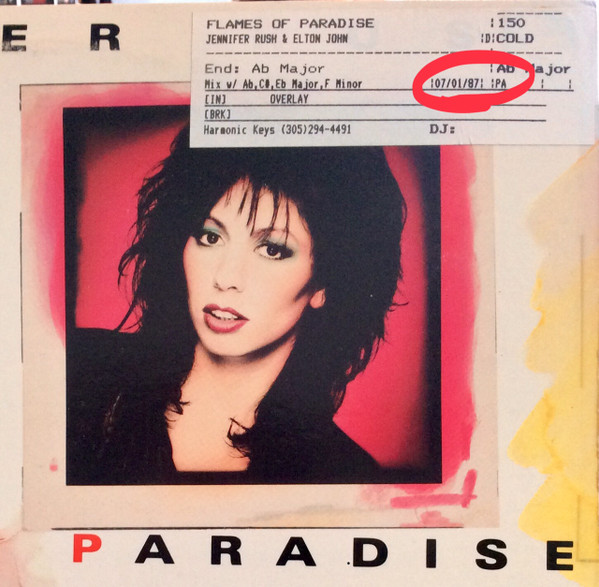 ER
FLAMES OF PARADISE ¦150
JENNIFER RUSH & ELTON JOHN ¦D¦COLD
End: Ab Major ¦Ab Major
Mix w/ Ab,C#,Eb Major,F Minor ¦07/01/87¦ ¦PA ¦ ¦
[IN] OVERLAY
[BRK]
Harmonic Keys (305)294-4491 DJ:
PARADISE